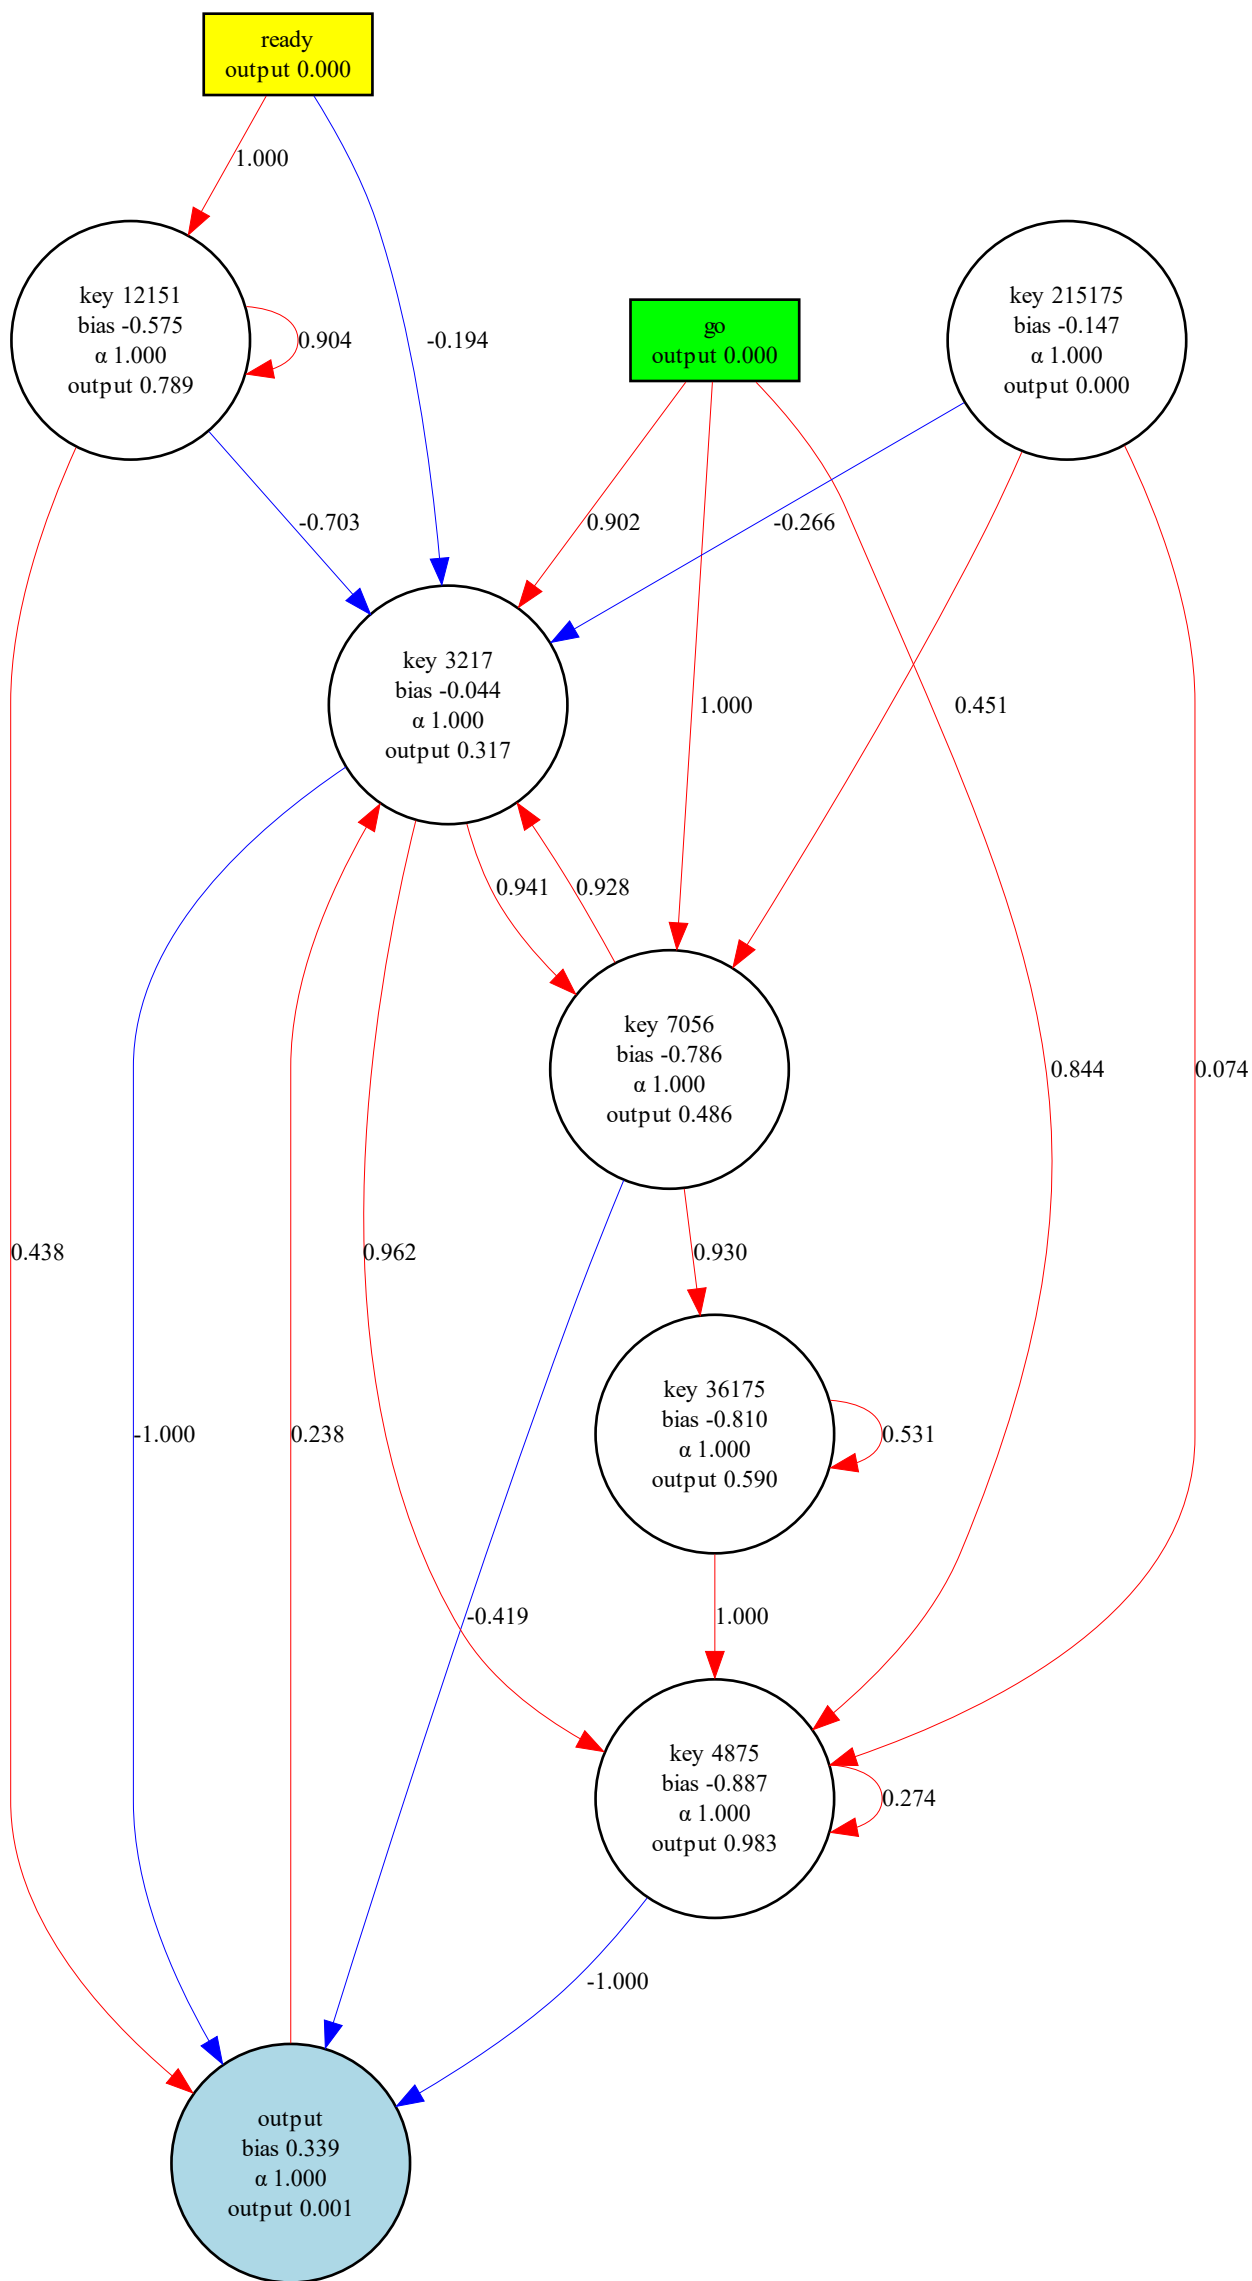 ready
output 0.000
1.000
key 12151
bias -0.575
α 1.000
output 0.789
0.904
-0.194
go
output 0.000
key 215175
bias -0.147
α 1.000
output 0.000
-0.703
0.902
-0.266
key 3217
bias -0.044
α 1.000
output 0.317
1.000
0.451
0.941
0.928
key 7056
bias -0.786
α 1.000
output 0.486
0.844
0.074
0.438
0.962
0.930
key 36175
bias -0.810
α 1.000
output 0.590
0.531
-1.000
0.238
-0.419
1.000
key 4875
bias -0.887
α 1.000
output 0.983
0.274
-1.000
output
bias 0.339
α 1.000
output 0.001